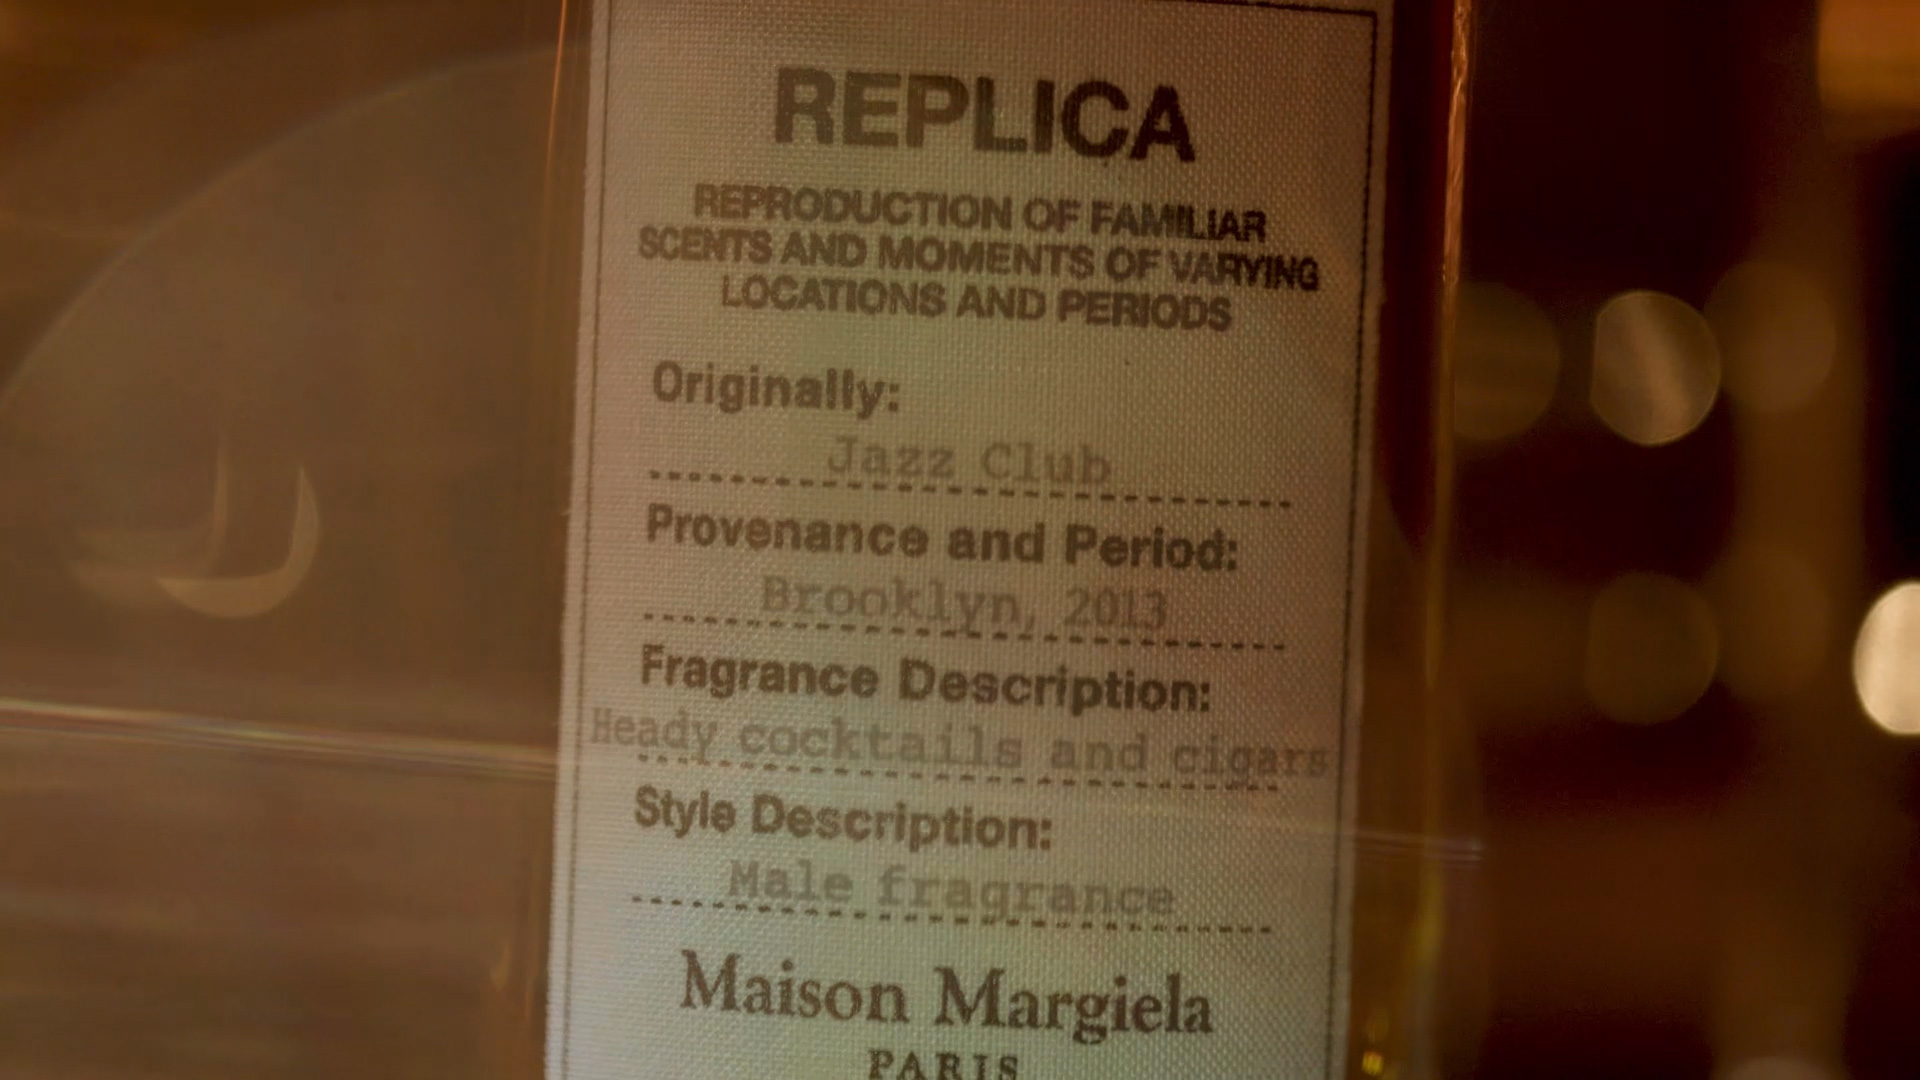 REPLICA
REPRODUCTION OF FAMILIAR
SCENTS AND MOMENTS OF VARYING
LOCATIONS AND PERIODS
Originally:
Jazz Club
Provenance and Period:
Brooklyn, 2013
Fragrance Description:
Heady cocktails and cigars
Style Description:
Male fragrance
Maison Margiela
PARIS